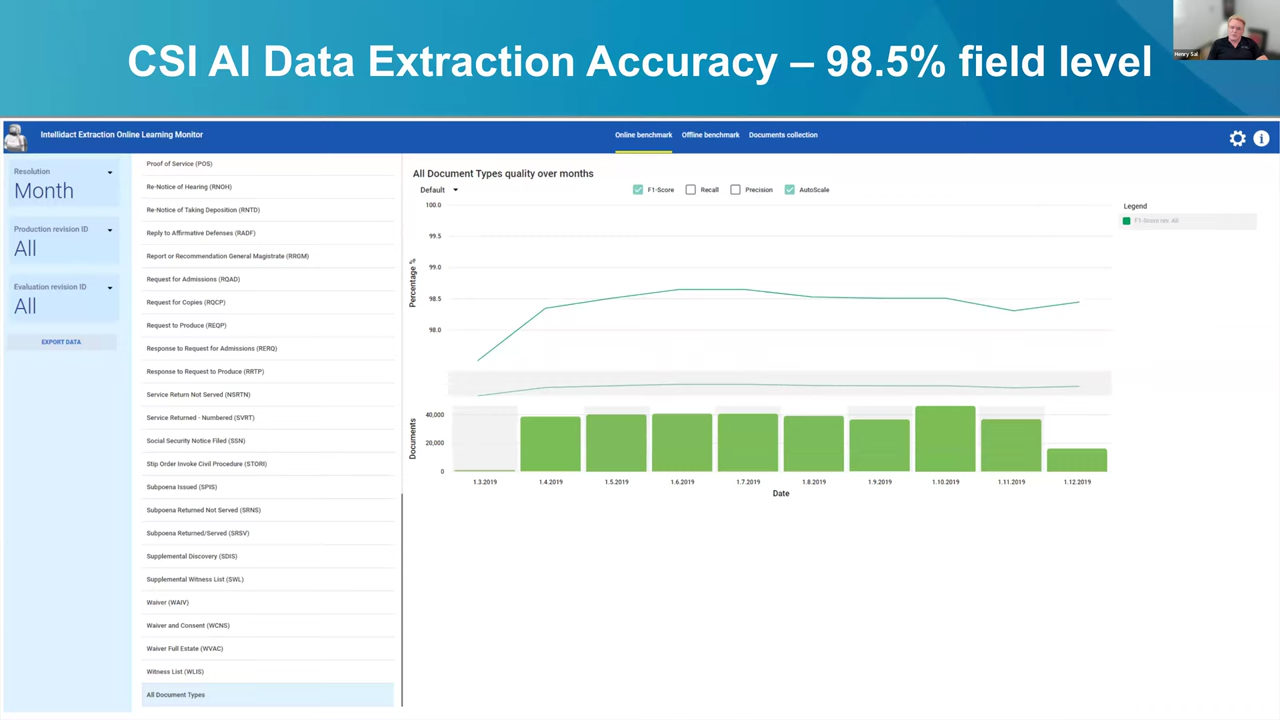 CSI AI Data Extraction Accuracy – 98.5% field level
Henry Sal
Intellidact Extraction Online Learning Monitor
Online benchmark
Offline benchmark
Documents collection
Resolution
Month
Production revision ID
All
Evaluation revision ID
All
EXPORT DATA
Proof of Service (POS)
Re-Notice of Hearing (RNOH)
Re-Notice of Taking Deposition (RNTD)
Reply to Affirmative Defenses (RADF)
Report or Recommendation General Magistrate (RRGM)
Request for Admissions (RQAD)
Request for Copies (RQCP)
Request to Produce (REQP)
Response to Request for Admissions (RERQ)
Response to Request to Produce (RRTP)
Service Return Not Served (NSRTN)
Service Returned - Numbered (SVRT)
Social Security Notice Filed (SSN)
Stip Order Invoke Civil Procedure (STORI)
Subpoena Issued (SPIS)
Subpoena Returned Not Served (SRNS)
Subpoena Returned/Served (SRSV)
Supplemental Discovery (SDIS)
Supplemental Witness List (SWL)
Waiver (WAIV)
Waiver and Consent (WCNS)
Waiver Full Estate (WVAC)
Witness List (WLIS)
All Document Types
All Document Types quality over months
Default
F1-Score
Recall
Precision
AutoScale
Legend
F1-Score rev. All
Percentage %
100.0
99.5
99.0
98.5
98.0
Documents
40,000
20,000
0
1.3.2019
1.4.2019
1.5.2019
1.6.2019
1.7.2019
1.8.2019
1.9.2019
1.10.2019
1.11.2019
1.12.2019
Date